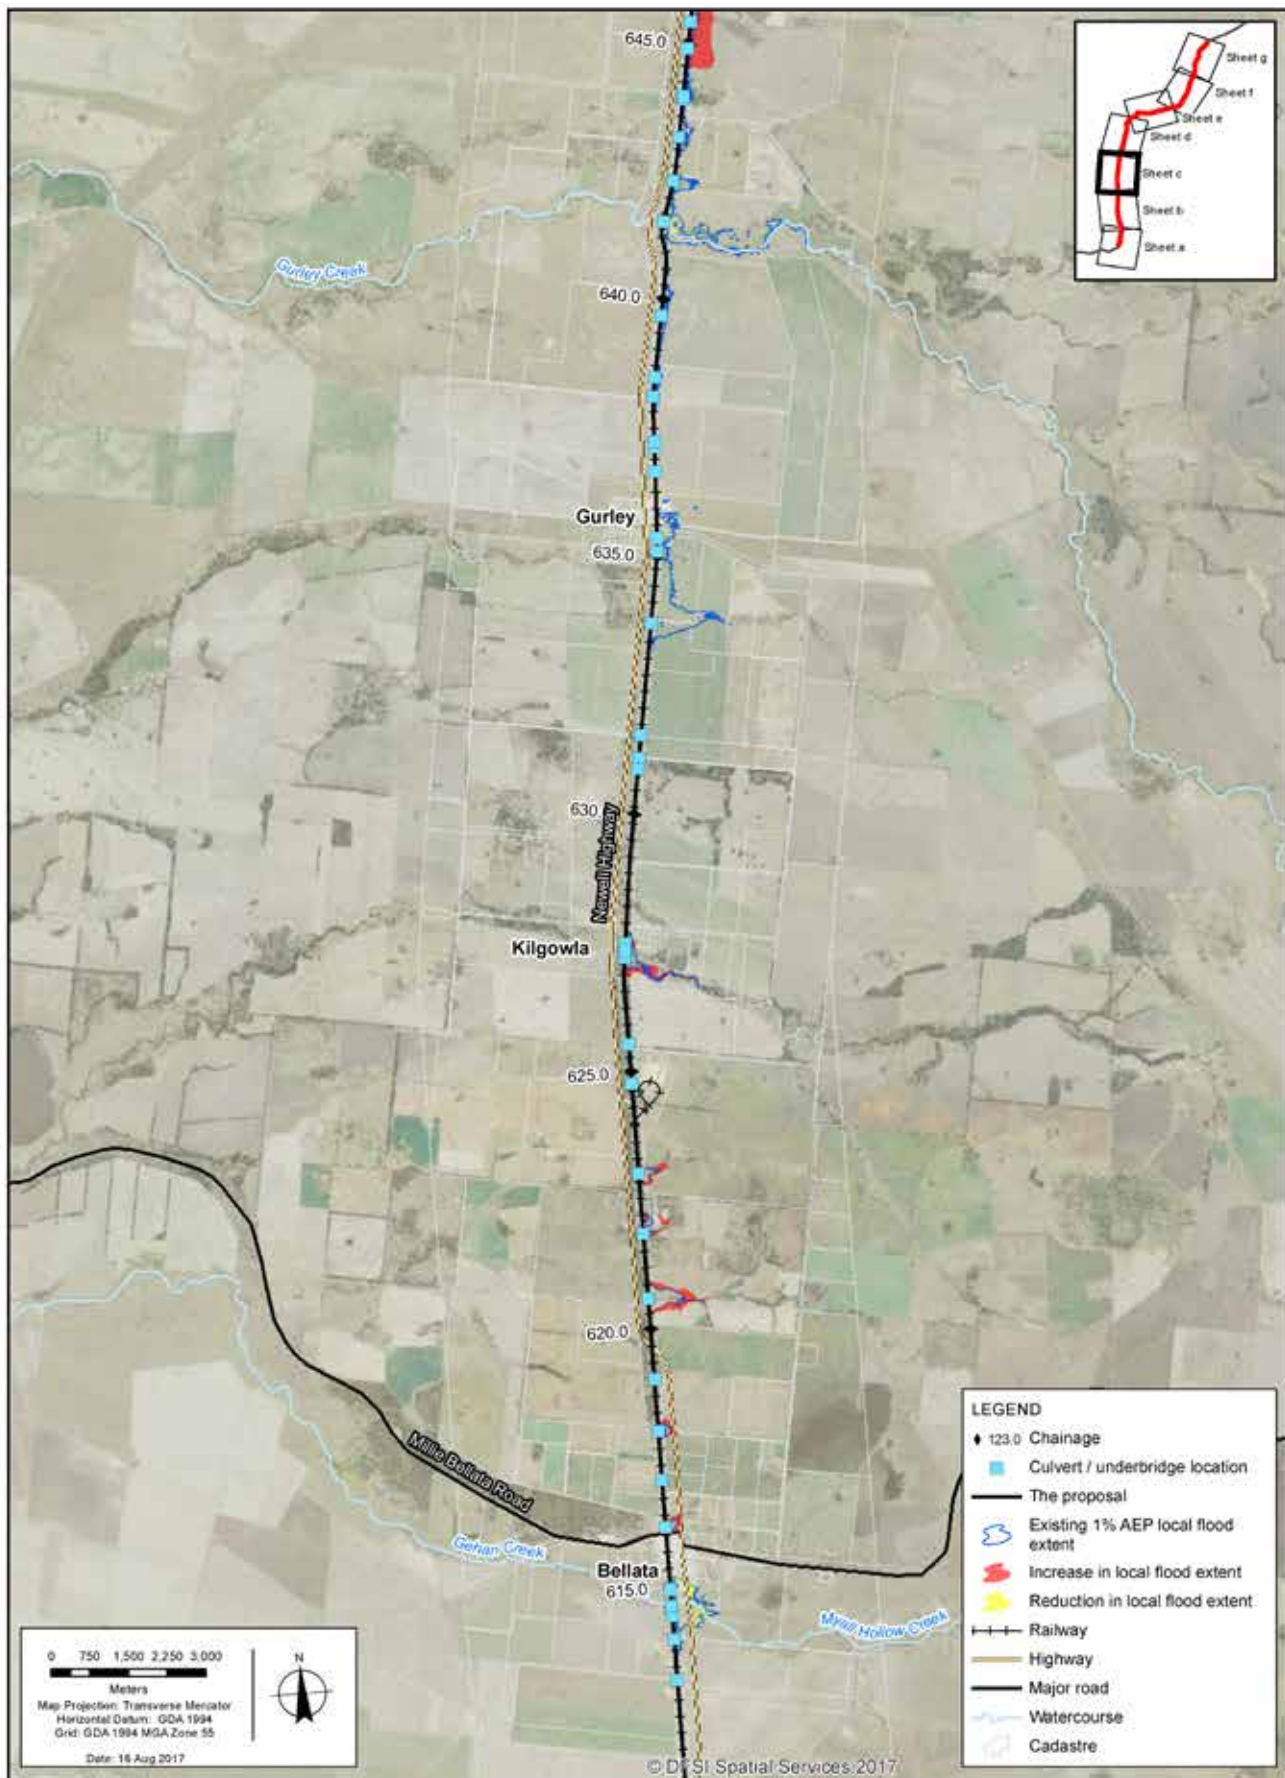 645.0
Sheet g
Sheet f
Sheet e
Sheet d
Sheet c
Sheet b
Sheet a
Gurley Creek
640.0
Gurley
635.0
630.
Newell Highway
Kilgowla
625.0
620.0
Millie Bellata Road
Gehan Creek
Bellata
615.0
Myall Hollow Creek
LEGEND
123.0 Chainage
Culvert / underbridge location
The proposal
Existing 1% AEP local flood
extent
Increase in local flood extent
Reduction in local flood extent
Railway
Highway
Major road
Watercourse
Cadastre
0 750 1,500 2,250 3,000
Meters
Map Projection: Transverse Mercator
Horizontal Datum: GDA 1994
Grid: GDA 1994 MGA Zone 55
Date: 16 Aug 2017
N
© DFSI Spatial Services 2017